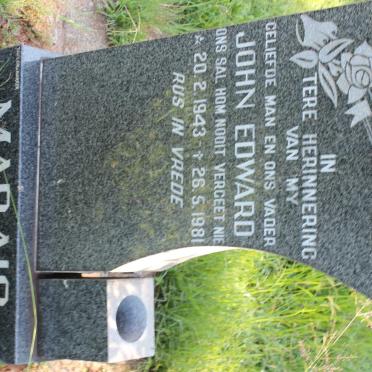 IN
TERE HERINNERING
VAN MY
GELIEFDE MAN EN ONS VADER
JOHN EDWARD
ONS SAL HOM NOOIT VERGEET NIE
* 20.2.1943 - † 26.5.1981
RUS IN VREDE
MARAIS